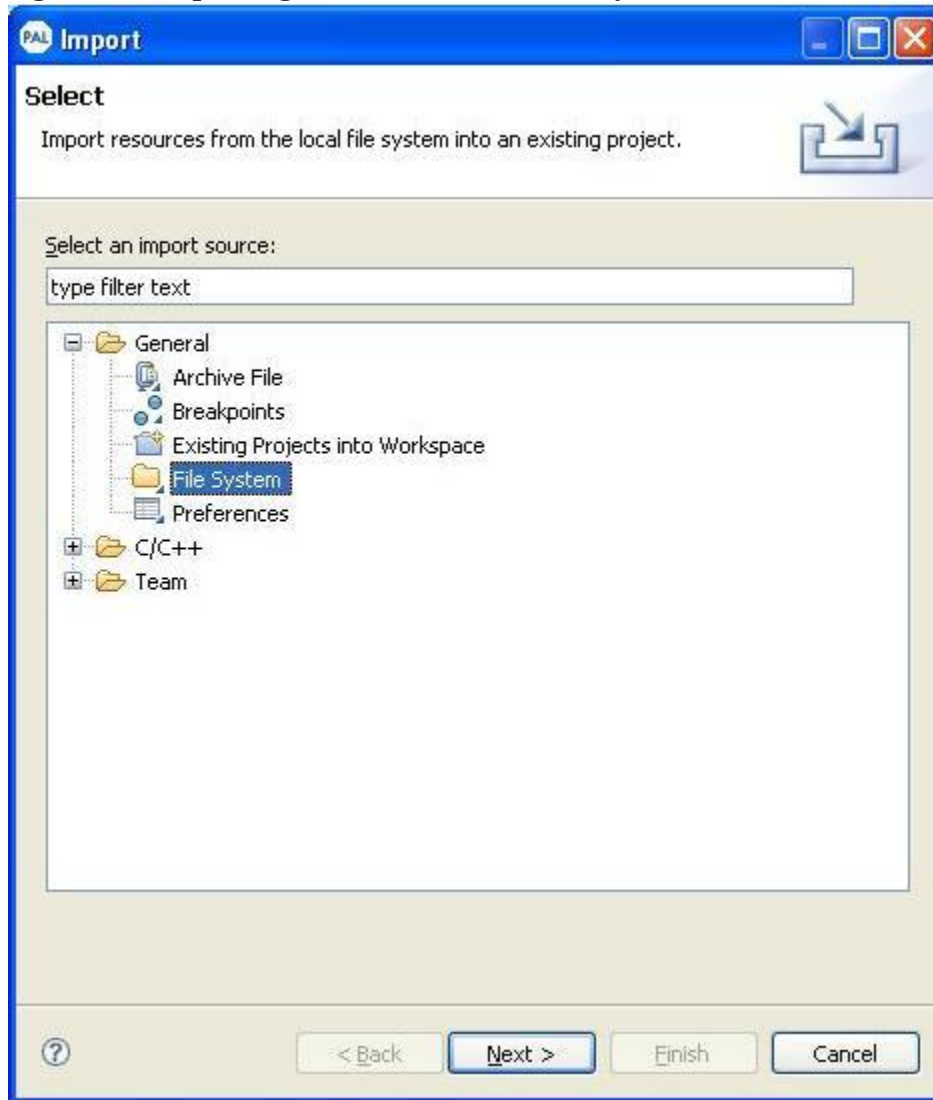 PAL Import
Select
Import resources from the local file system into an existing project.
Select an import source:
type filter text
General
Archive File
Breakpoints
Existing Projects into Workspace
File System
Preferences
C/C++
Team
? < Back Next > Finish Cancel